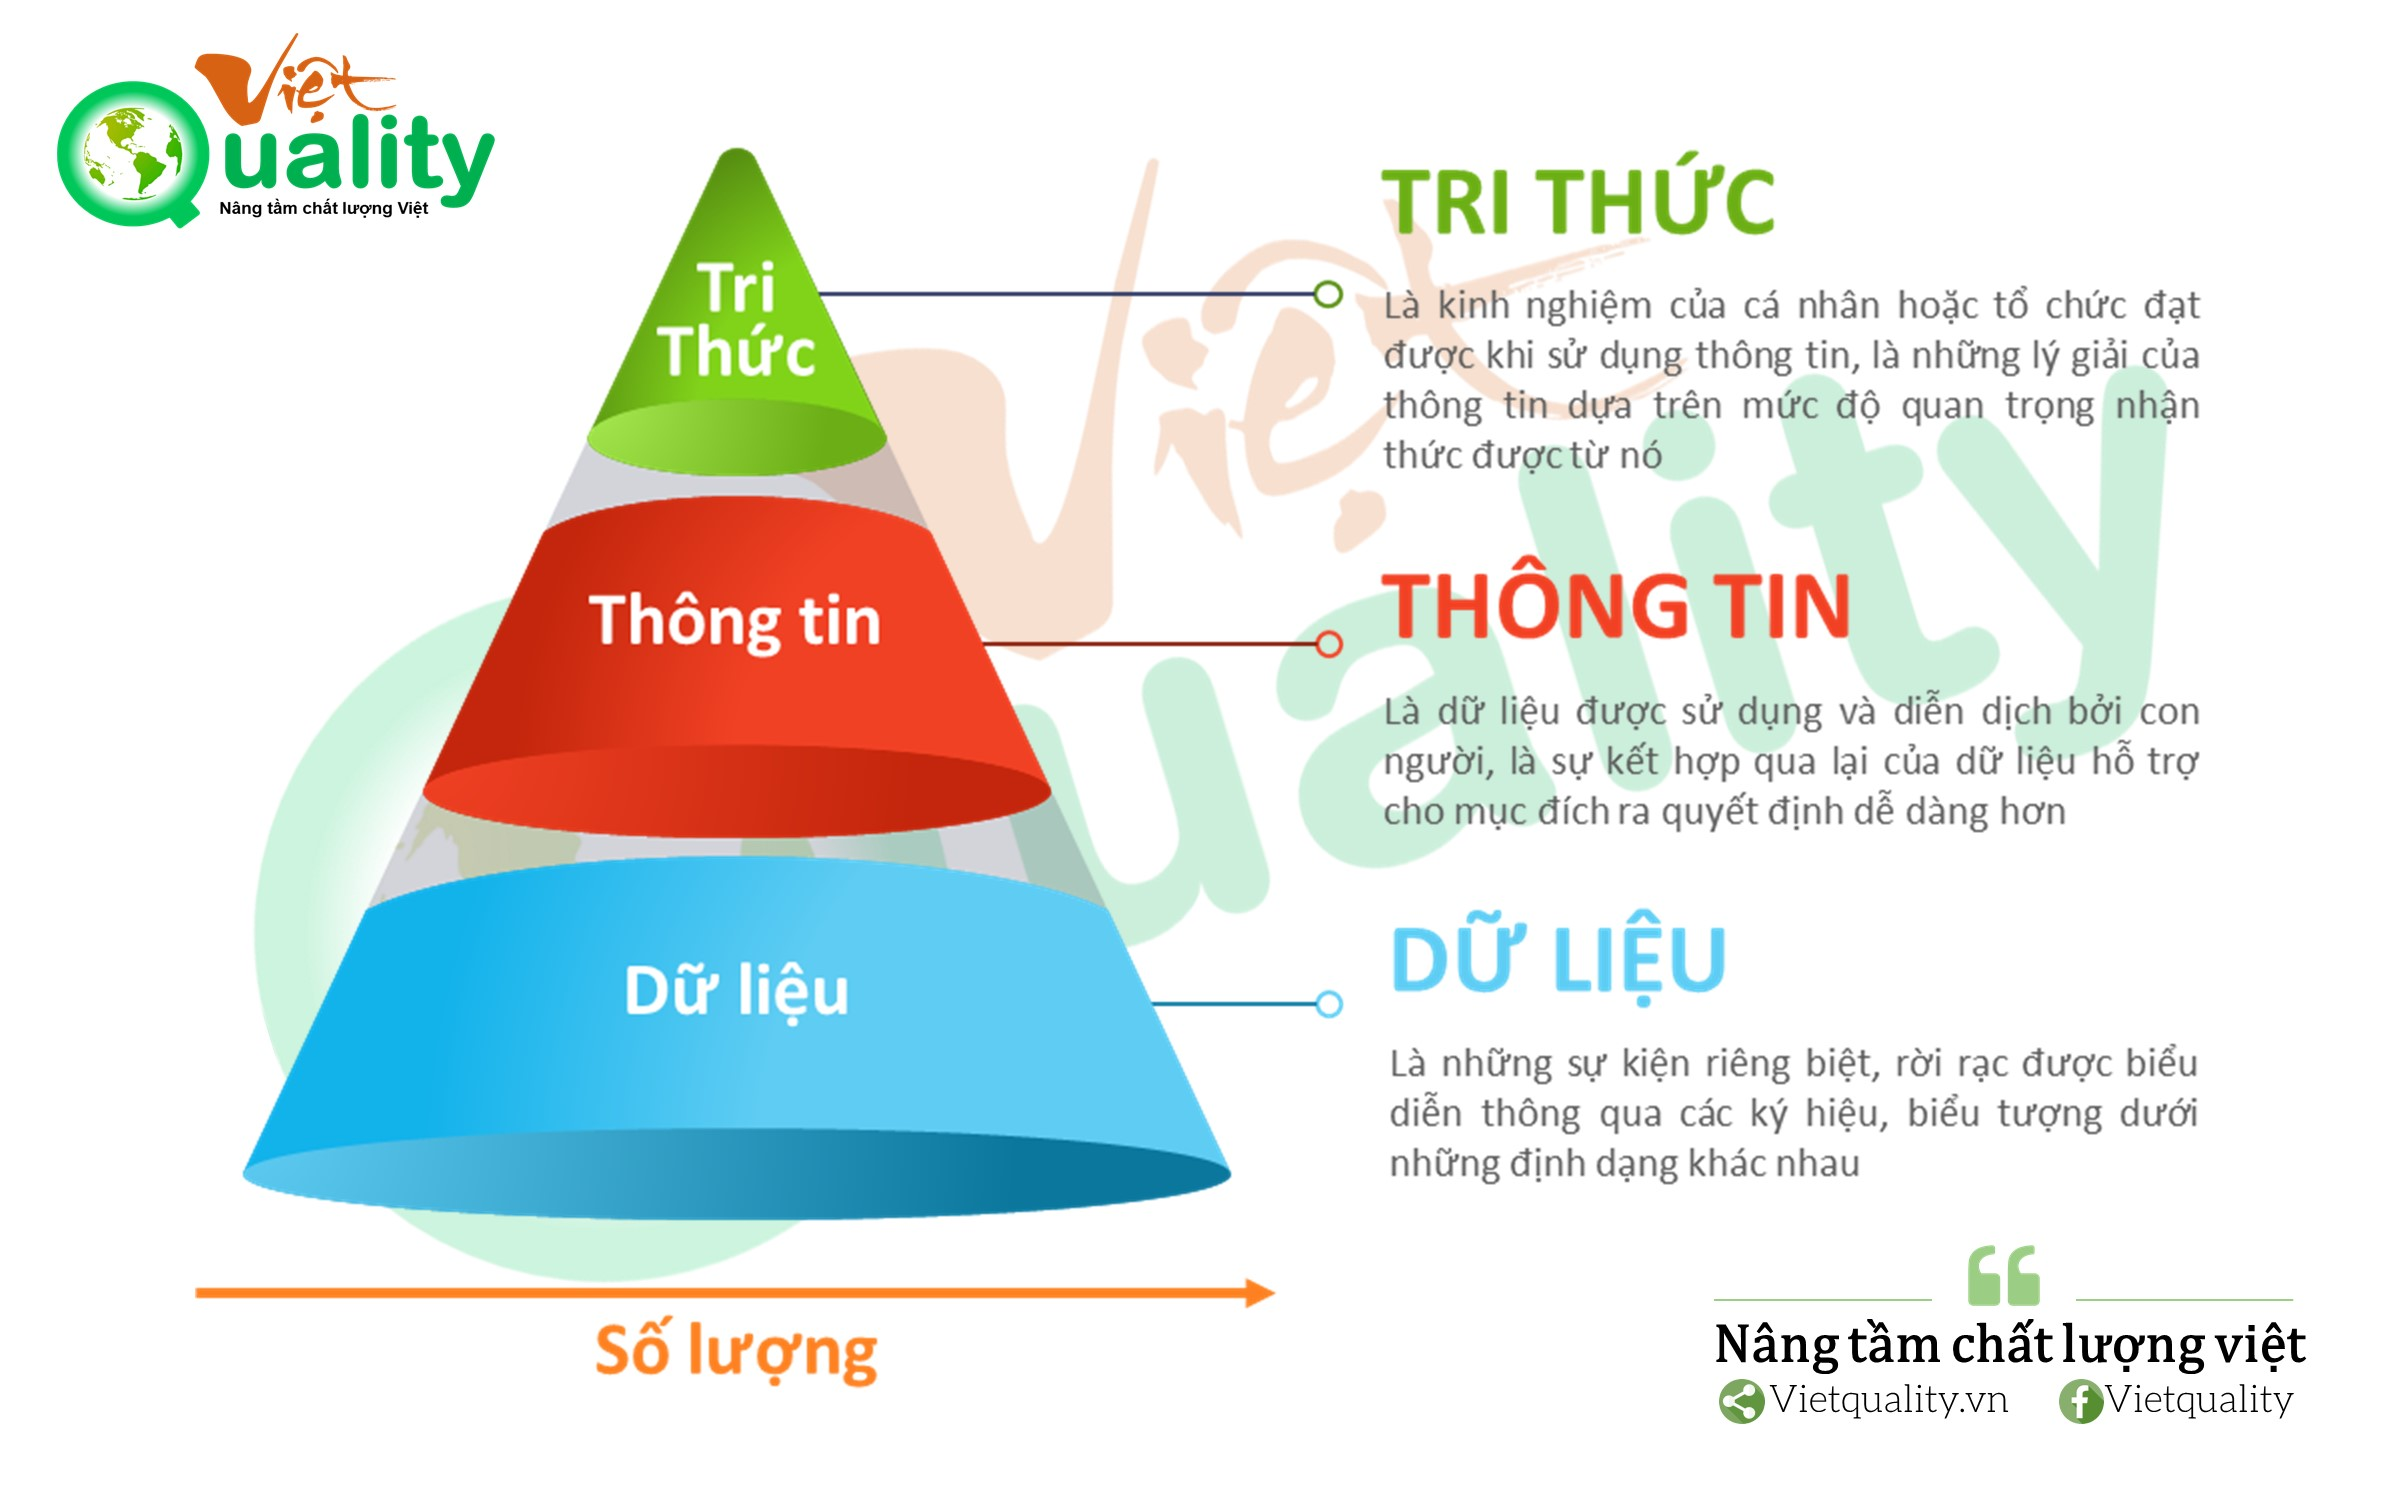 Việt
Quality
Nâng tầm chất lượng Việt
Tri
Thức
Thông tin
Dữ liệu
Số lượng
TRI THỨC
Là kinh nghiệm của cá nhân hoặc tổ chức đạt
được khi sử dụng thông tin, là những lý giải của
thông tin dựa trên mức độ quan trọng nhận
thức được từ nó
THÔNG TIN
Là dữ liệu được sử dụng và diễn dịch bởi con
người, là sự kết hợp qua lại của dữ liệu hỗ trợ
cho mục đích ra quyết định dễ dàng hơn
DỮ LIỆU
Là những sự kiện riêng biệt, rời rạc được biểu
diễn thông qua các ký hiệu, biểu tượng dưới
những định dạng khác nhau
Việt
Quality
Nâng tầm chất lượng việt
Vietquality.vn Vietquality